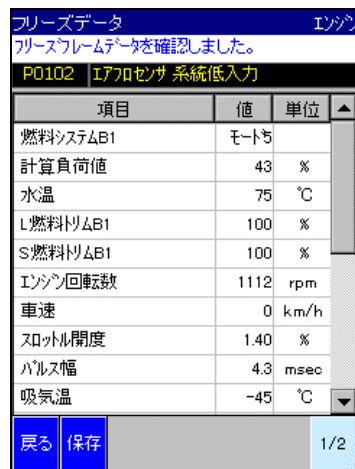 フリーズデータ エンジン
フリーズフレームデータを確認しました。
P0102 エアフロセンサ 系統低入力
項目 値 単位
燃料システムB1 モード5
計算負荷値 43 %
水温 75 ℃
L燃料トリムB1 100 %
S燃料トリムB1 100 %
エンジン回転数 1112 rpm
車速 0 km/h
スロットル開度 1.40 %
パルス幅 4.3 msec
吸気温 -45 ℃
戻る 保存 1/2